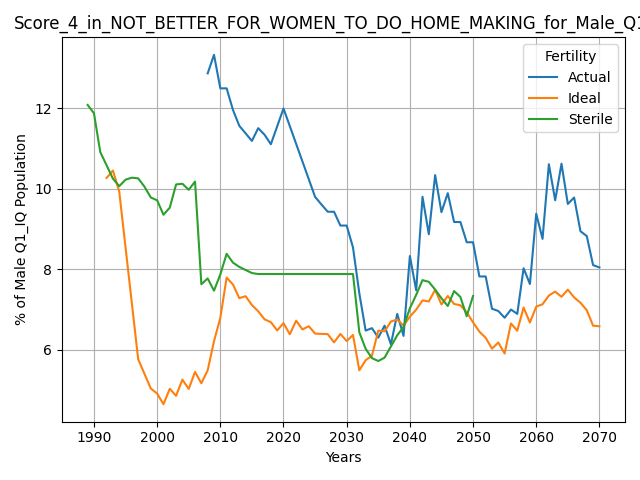 Score_4_in_NOT_BETTER_FOR_WOMEN_TO_DO_HOME_MAKING_for_Male_Q1
Fertility
Actual
Ideal
Sterile
% of Male Q1_IQ Population
12
10
8
6
1990 2000 2010 2020 2030 2040 2050 2060 2070
Years